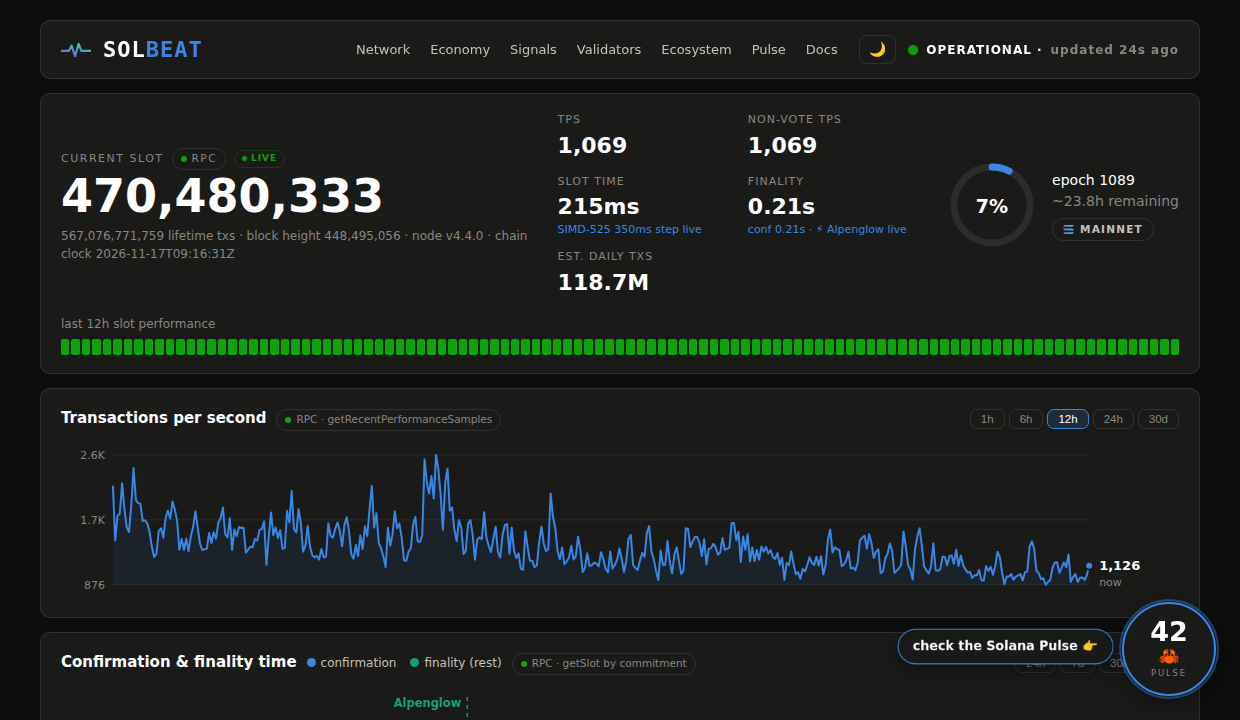 SOLBEAT
Network Economy Signals Validators Ecosystem Pulse Docs
OPERATIONAL · updated 24s ago
CURRENT SLOT RPC LIVE
470,480,333
567,076,771,759 lifetime txs · block height 448,495,056 · node v4.4.0 · chain
clock 2026-11-17T09:16:31Z
TPS
1,069
NON-VOTE TPS
1,069
SLOT TIME
215ms
SIMD-525 350ms step live
FINALITY
0.21s
conf 0.21s · ⚡ Alpenglow live
EST. DAILY TXS
118.7M
7%
epoch 1089
~23.8h remaining
MAINNET
last 12h slot performance
Transactions per second RPC · getRecentPerformanceSamples
1h 6h 12h 24h 30d
2.6K
1.7K
876
1,126
now
Confirmation & finality time confirmation finality (rest) RPC · getSlot by commitment
Alpenglow
check the Solana Pulse 👉
42
🦀
PULSE